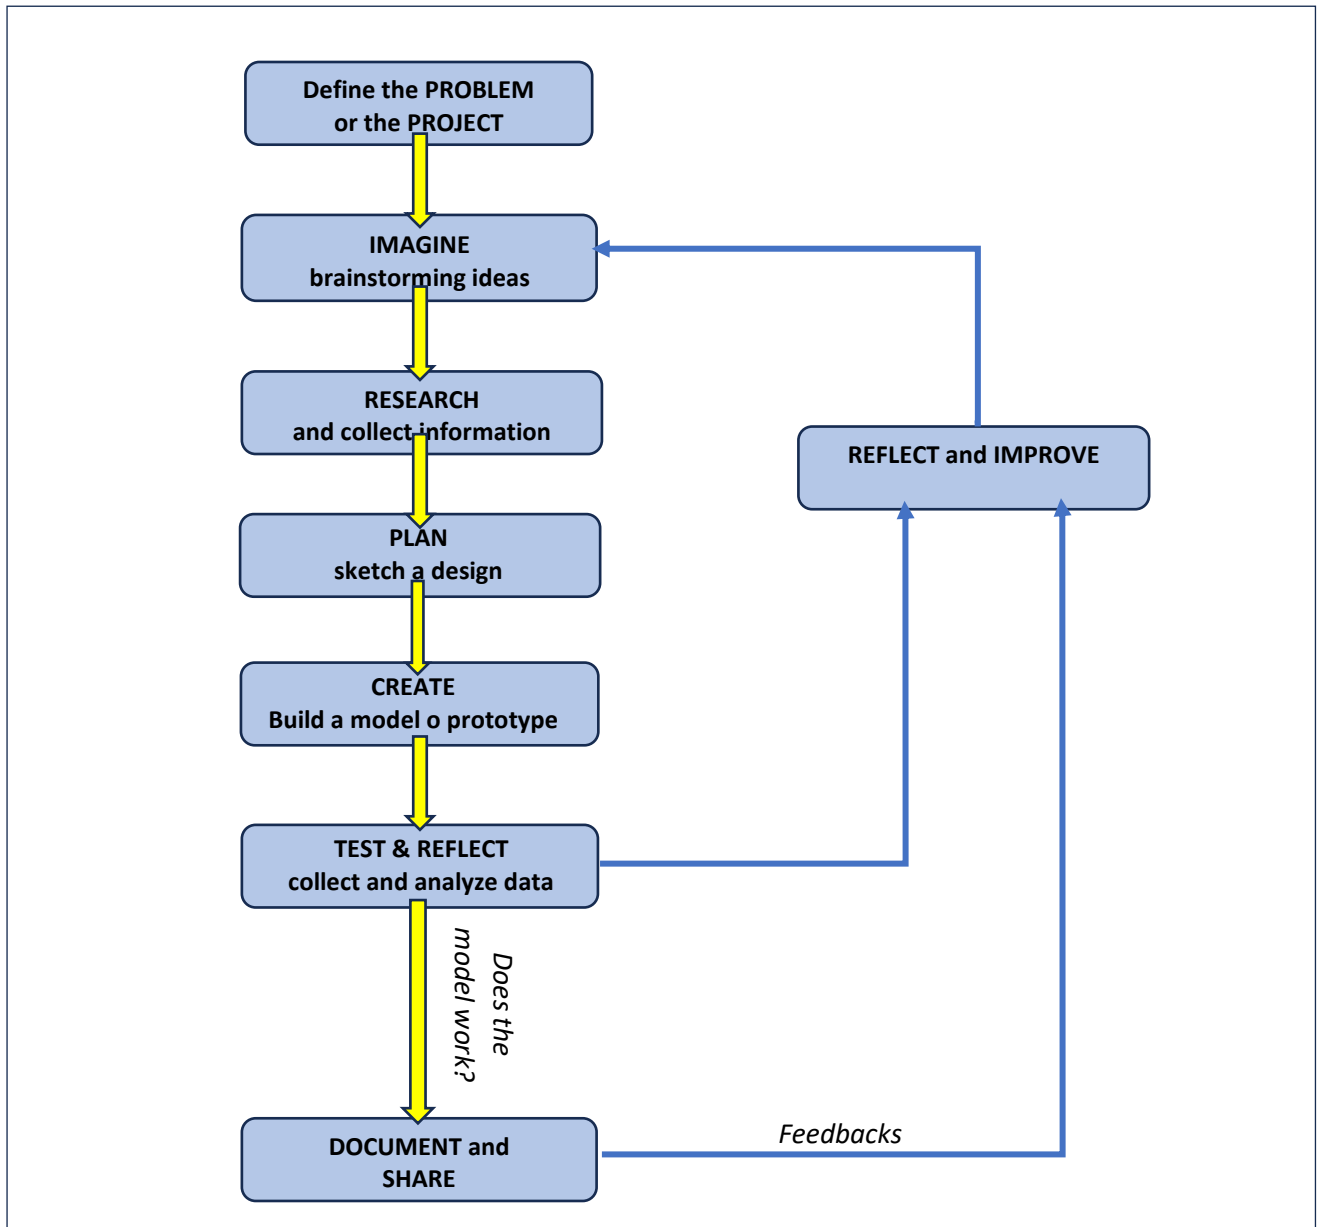 Define the PROBLEM
or the PROJECT
IMAGINE
brainstorming ideas
RESEARCH
and collect information
REFLECT and IMPROVE
PLAN
sketch a design
CREATE
Build a model o prototype
TEST & REFLECT
collect and analyze data
Does the
model work?
DOCUMENT and
SHARE
Feedbacks